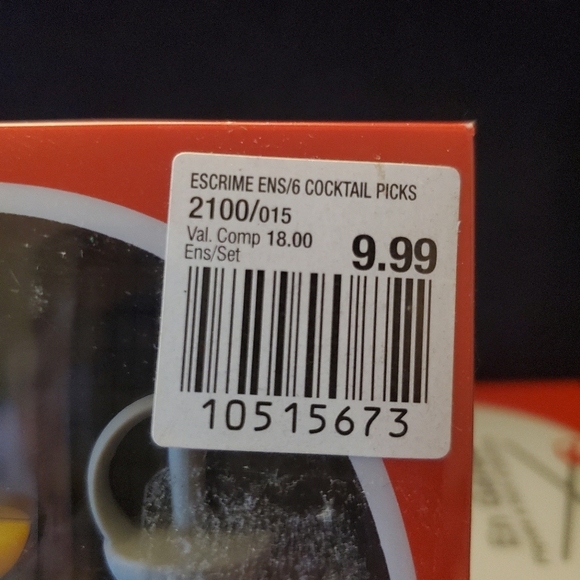 ESCRIME ENS/6 COCKTAIL PICKS
2100/015
Val. Comp 18.00
Ens/Set
9.99
10515673